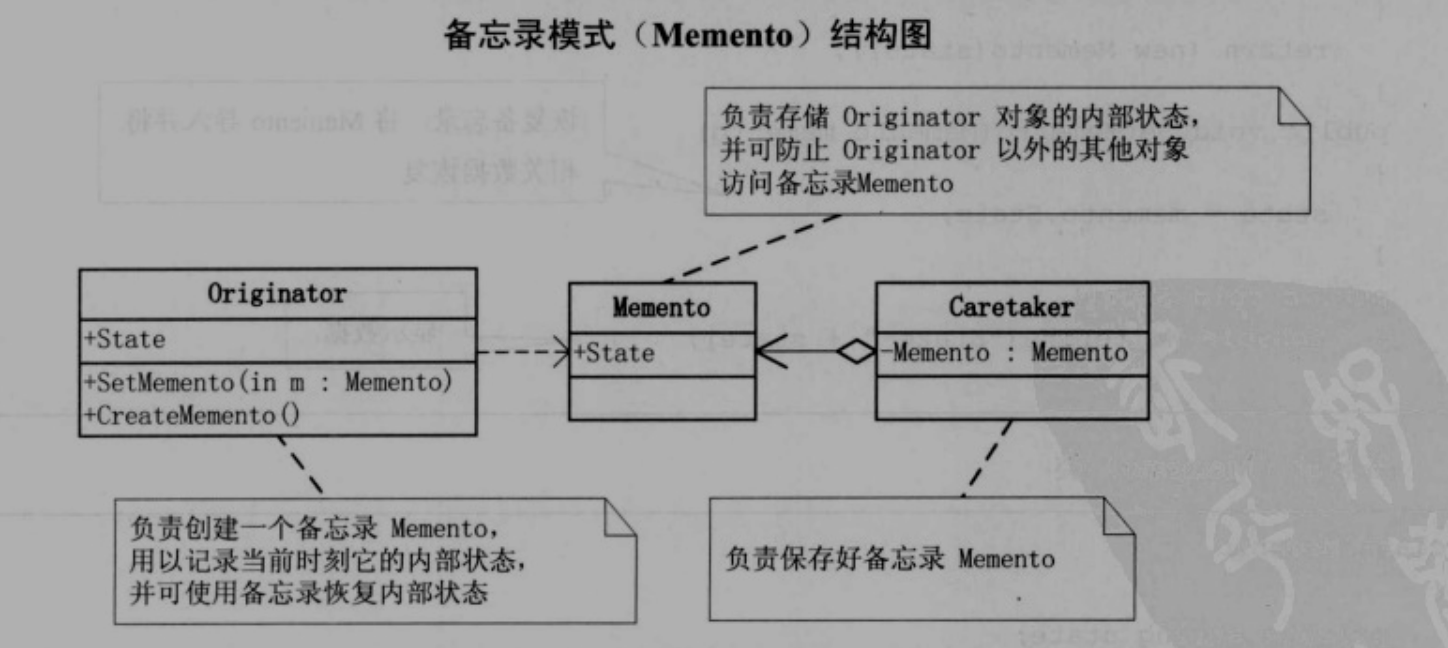 备忘录模式（Memento）结构图
负责存储 Originator 对象的内部状态，
并可防止 Originator 以外的其他对象
访问备忘录Memento
Originator
+State
+SetMemento(in m : Memento)
+CreateMemento()
Memento
+State
Caretaker
-Memento : Memento
负责创建一个备忘录 Memento，
用以记录当前时刻它的内部状态，
并可使用备忘录恢复内部状态
负责保存好备忘录 Memento